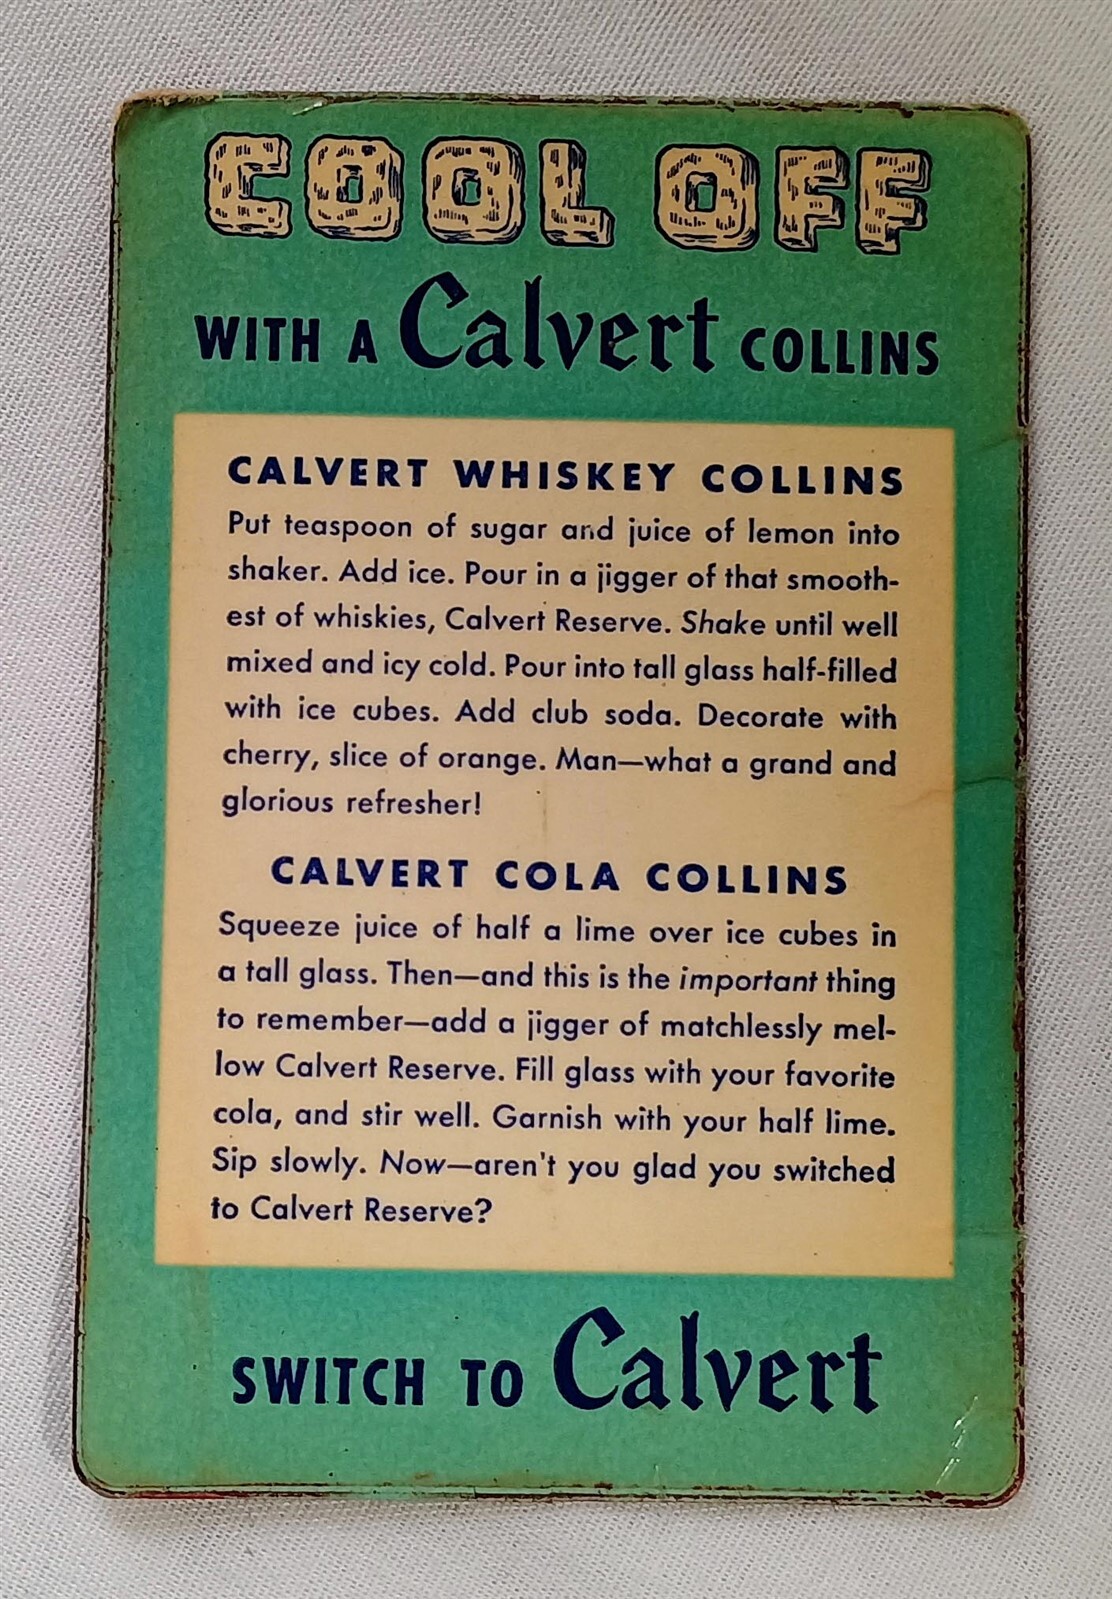 COOL OFF
WITH A Calvert COLLINS
CALVERT WHISKEY COLLINS
Put teaspoon of sugar and juice of lemon into
shaker. Add ice. Pour in a jigger of that smooth-
est of whiskies, Calvert Reserve. Shake until well
mixed and icy cold. Pour into tall glass half-filled
with ice cubes. Add club soda. Decorate with
cherry, slice of orange. Man—what a grand and
glorious refresher!
CALVERT COLA COLLINS
Squeeze juice of half a lime over ice cubes in
a tall glass. Then—and this is the important thing
to remember—add a jigger of matchlessly mel-
low Calvert Reserve. Fill glass with your favorite
cola, and stir well. Garnish with your half lime.
Sip slowly. Now—aren't you glad you switched
to Calvert Reserve?
SWITCH TO Calvert